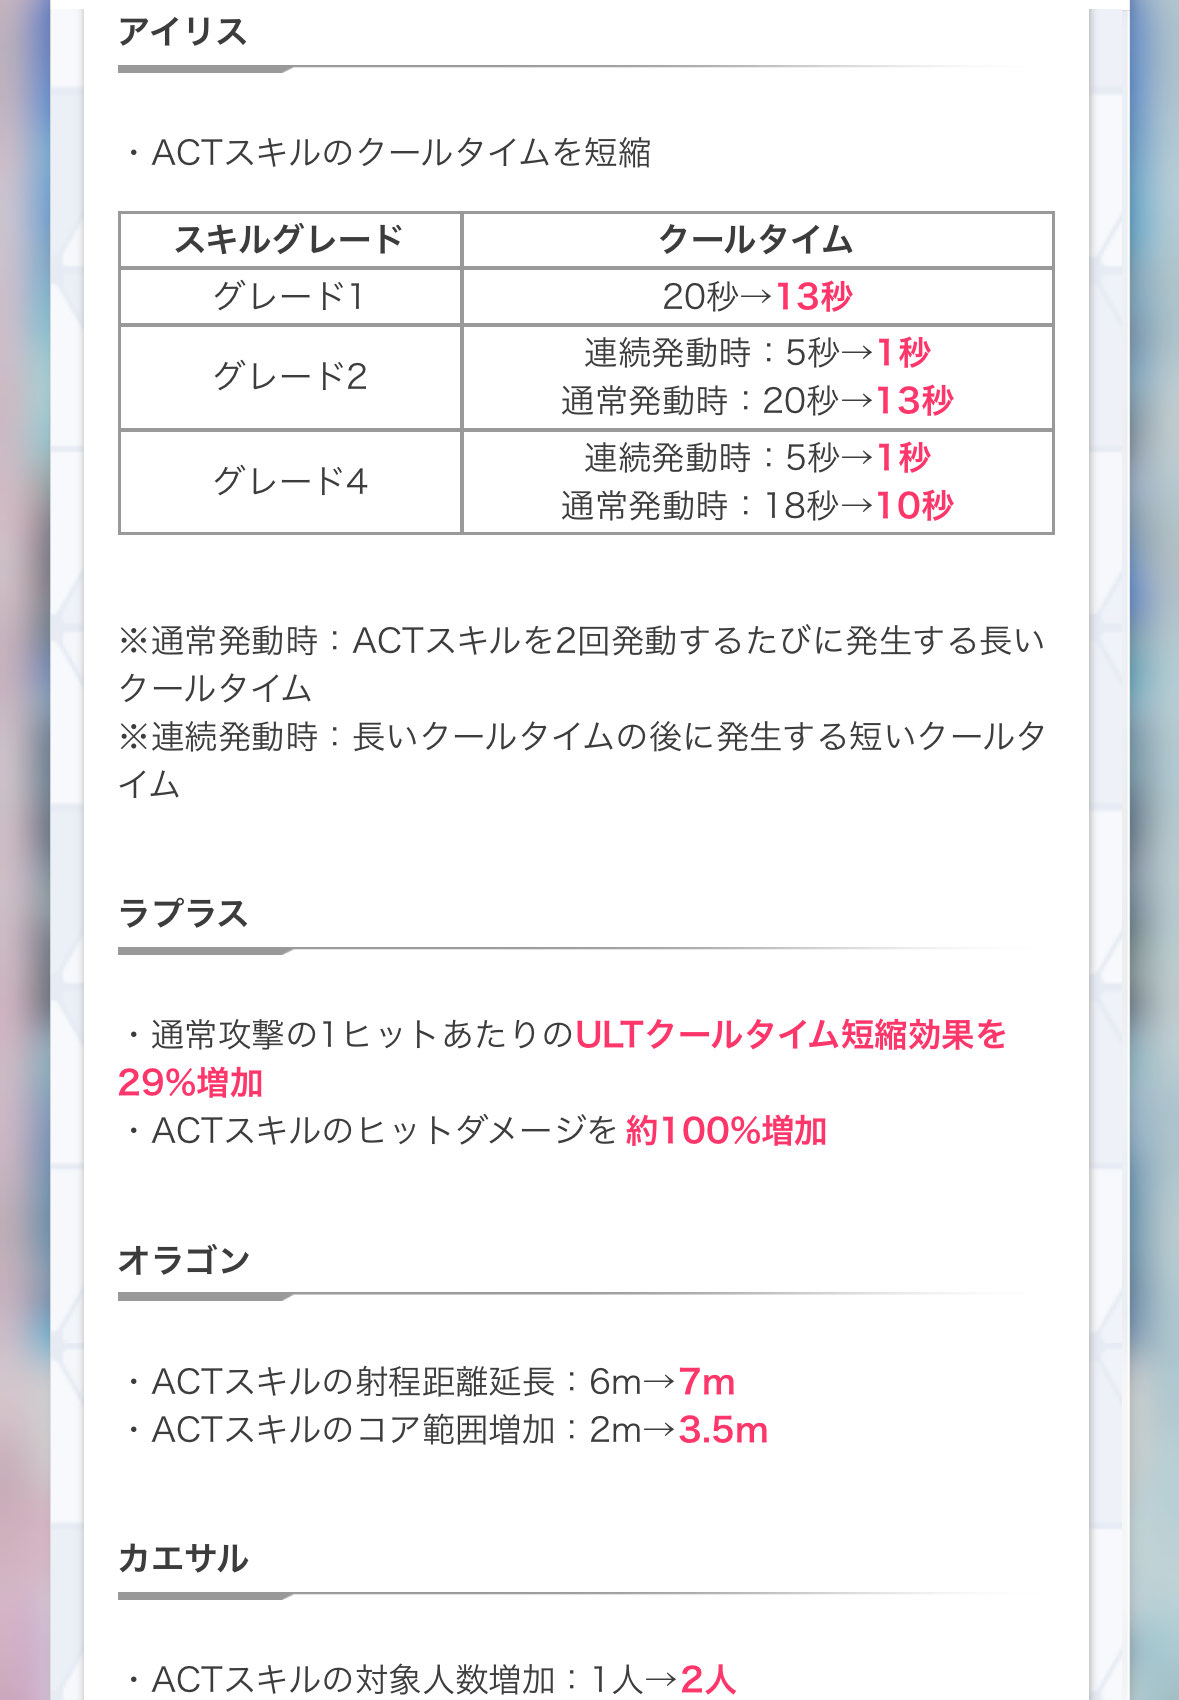 アイリス
・ACTスキルのクールタイムを短縮
スキルグレード クールタイム
グレード1 20秒→13秒
グレード2 連続発動時：5秒→1秒
通常発動時：20秒→13秒
グレード4 連続発動時：5秒→1秒
通常発動時：18秒→10秒
※通常発動時：ACTスキルを2回発動するたびに発生する長い
クールタイム
※連続発動時：長いクールタイムの後に発生する短いクールタ
イム
ラプラス
・通常攻撃の1ヒットあたりのULTクールタイム短縮効果を
29%増加
・ACTスキルのヒットダメージを 約100%増加
オラゴン
・ACTスキルの射程距離延長：6m→7m
・ACTスキルのコア範囲増加：2m→3.5m
カエサル
・ACTスキルの対象人数増加：1人→2人